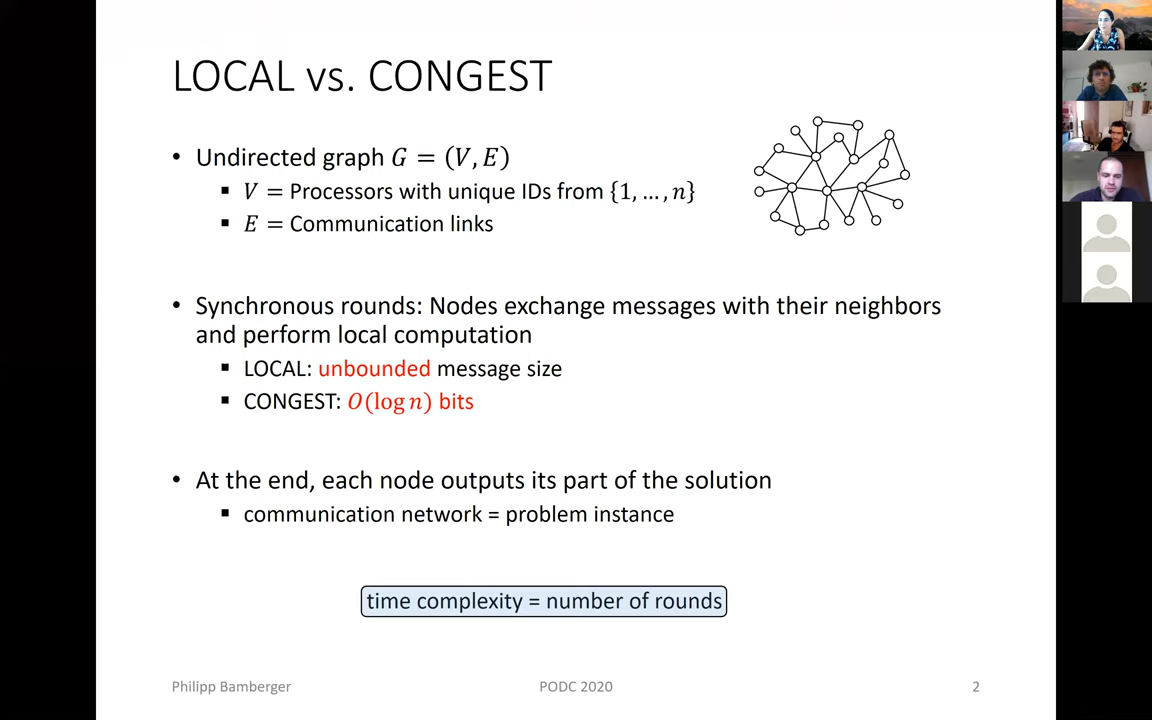 LOCAL vs. CONGEST
• Undirected graph G = (V, E)
▪ V = Processors with unique IDs from {1, …, n}
▪ E = Communication links
• Synchronous rounds: Nodes exchange messages with their neighbors
and perform local computation
▪ LOCAL: unbounded message size
▪ CONGEST: O(log n) bits
• At the end, each node outputs its part of the solution
▪ communication network = problem instance
time complexity = number of rounds
Philipp Bamberger PODC 2020 2